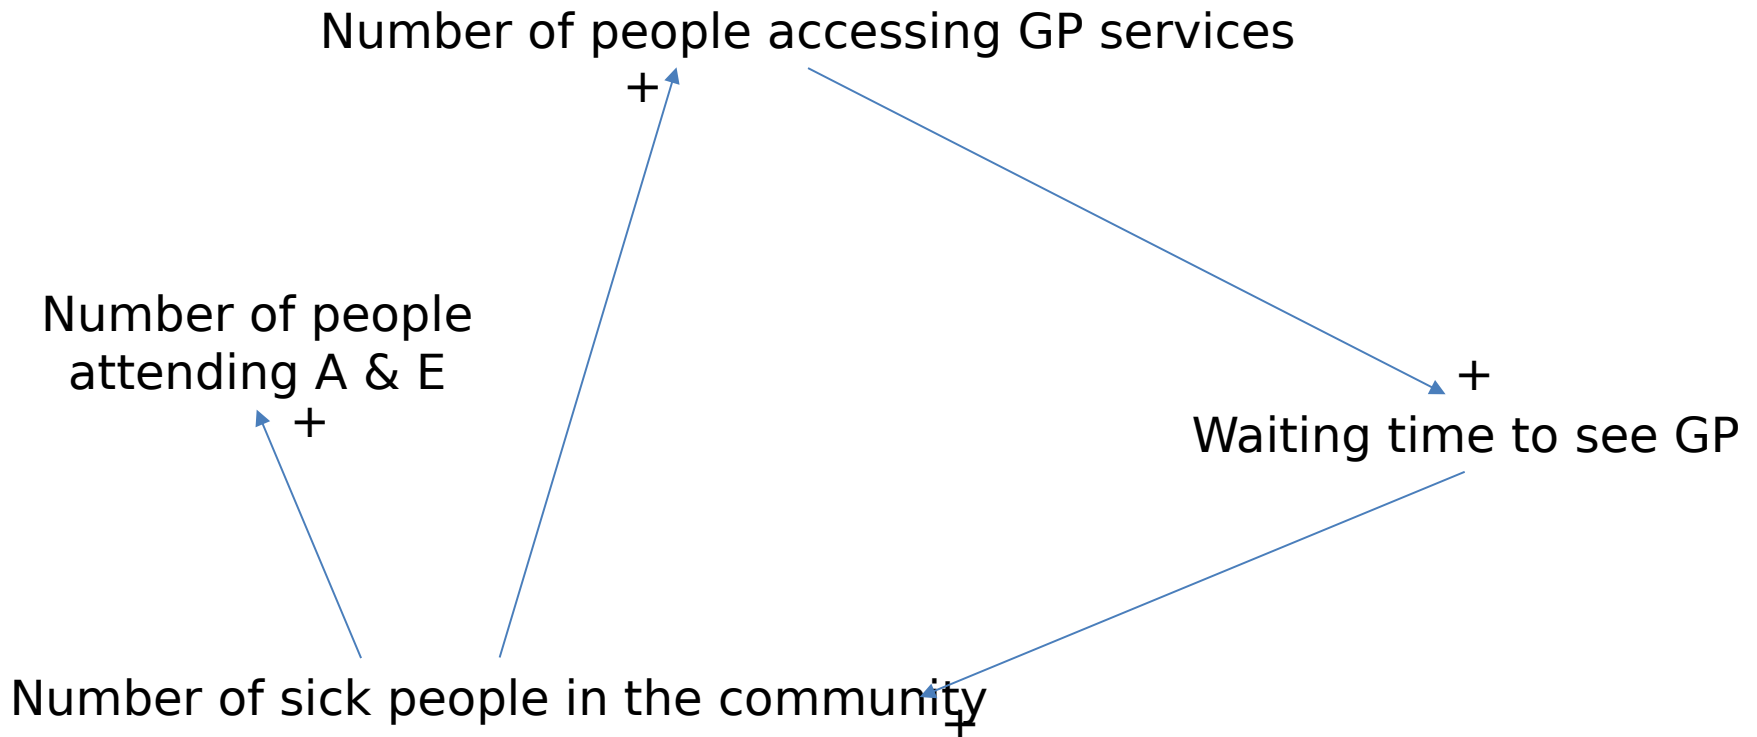 Number of people accessing GP services
+
Number of people
attending A & E
+
+
Waiting time to see GP
Number of sick people in the community
+